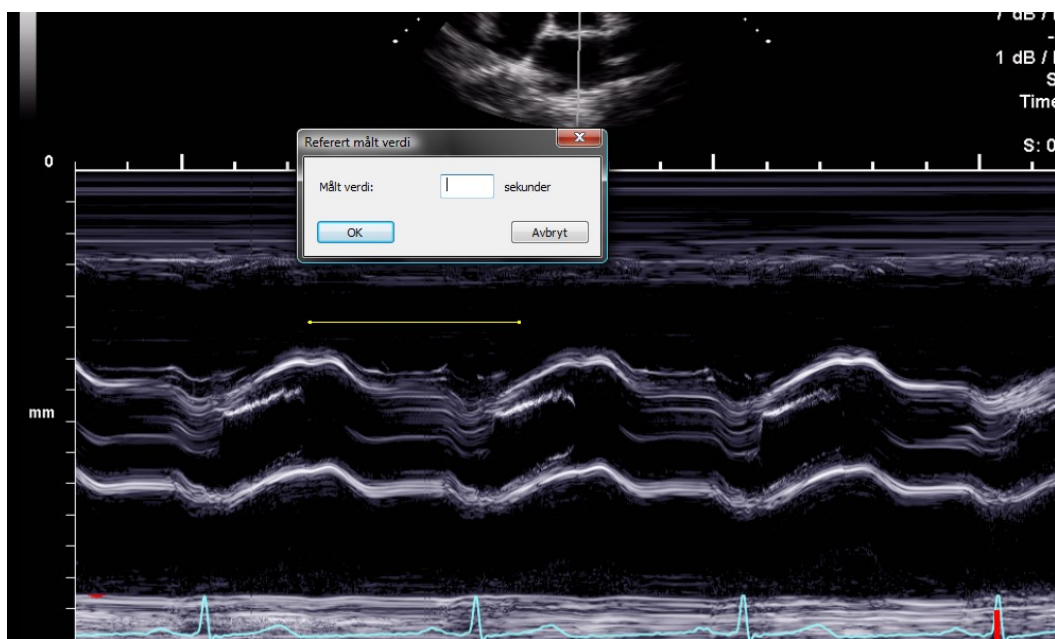 1 dB /
Time
S: 0
0
Referert målt verdi
Målt verdi:
sekunder
OK
Avbryt
mm